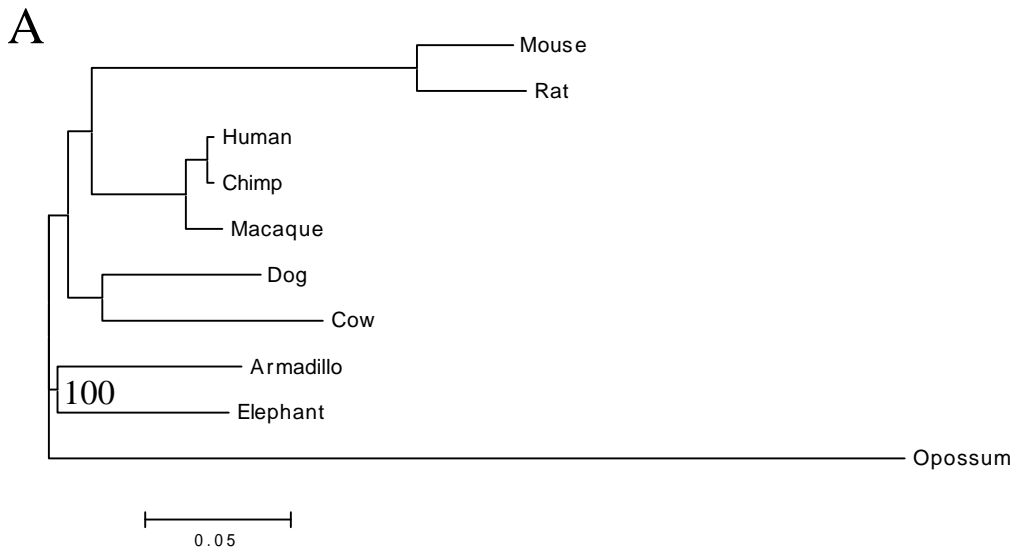 A
Mouse
Rat
Human
Chimp
Macaque
Dog
Cow
Armadillo
100
Elephant
Opossum
0.05